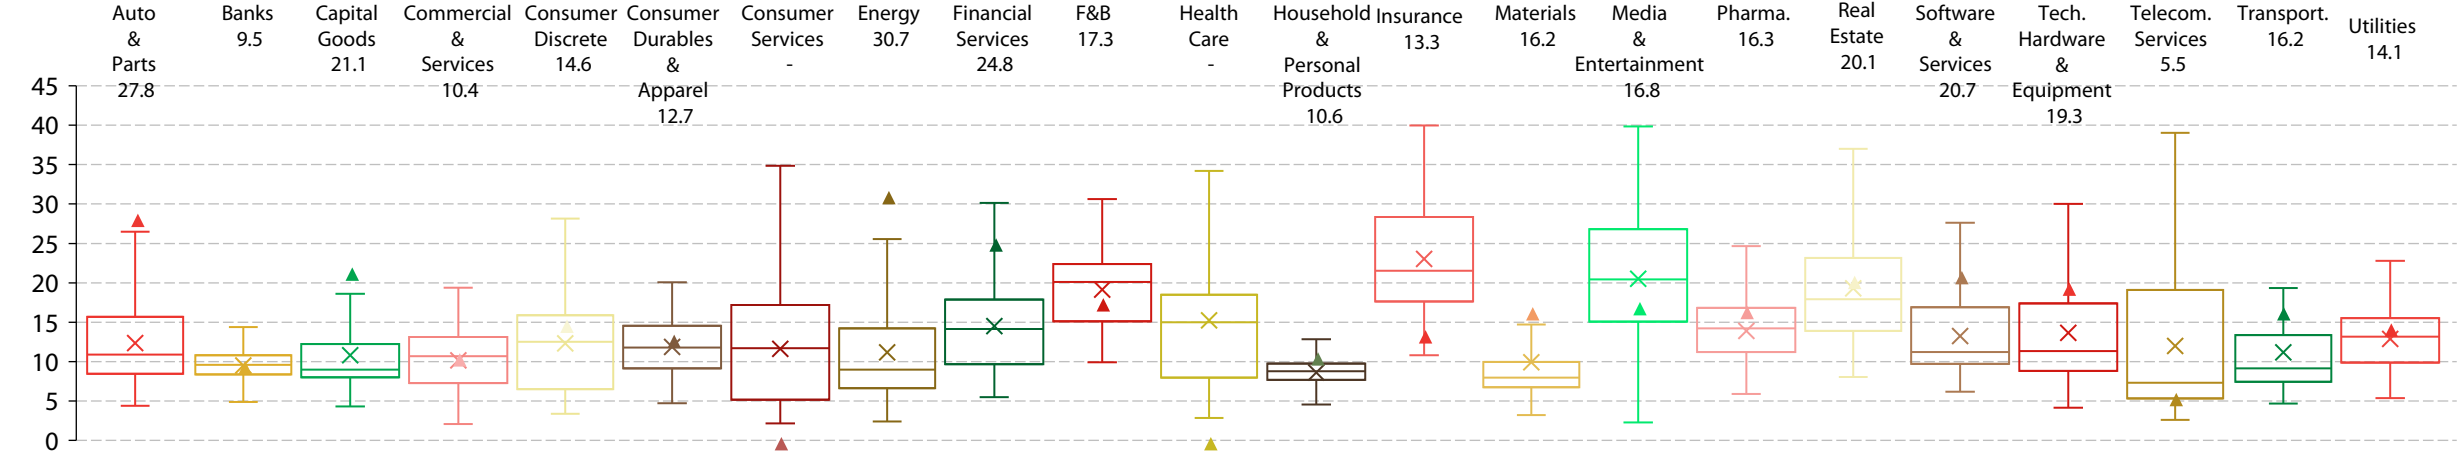 Auto
&
Parts
27.8
Banks
9.5
Capital
Goods
21.1
Commercial
&
Services
10.4
Consumer
Discrete
14.6
Consumer
Durables
&
Apparel
12.7
Consumer
Services
-
Energy
30.7
Financial
Services
24.8
F&B
17.3
Health
Care
-
Household
&
Personal
Products
10.6
Insurance
13.3
Materials
16.2
Media
&
Entertainment
16.8
Pharma.
16.3
Real
Estate
20.1
Software
&
Services
20.7
Tech.
Hardware
&
Equipment
19.3
Telecom.
Services
5.5
Transport.
16.2
Utilities
14.1
45
40
35
30
25
20
15
10
5
0